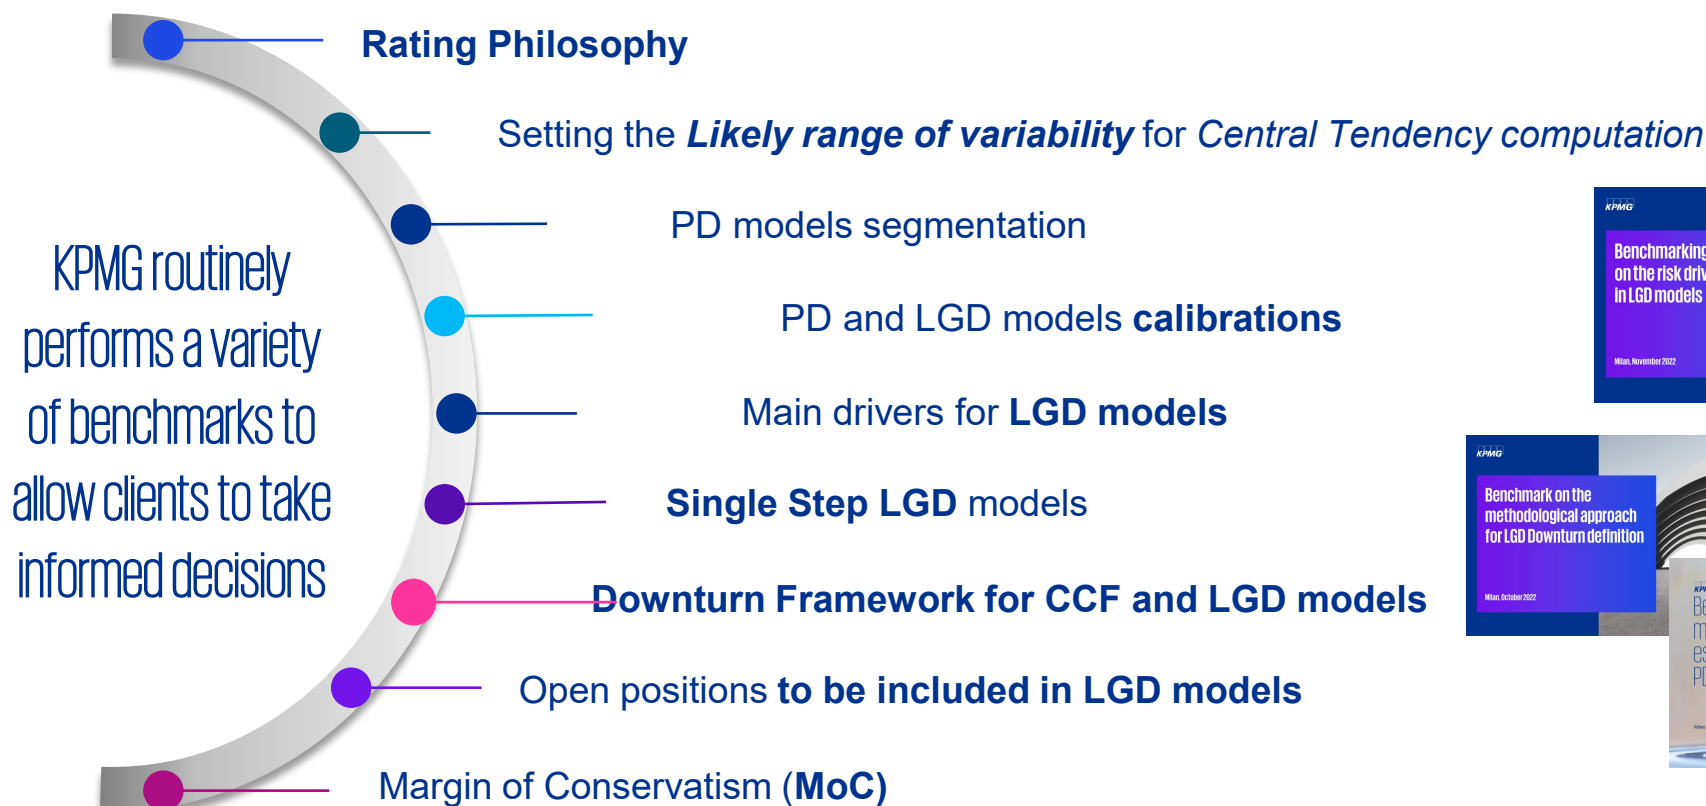 Rating Philosophy
Setting the Likely range of variability for Central Tendency computation
PD models segmentation
PD and LGD models calibrations
Main drivers for LGD models
Single Step LGD models
Downturn Framework for CCF and LGD models
Open positions to be included in LGD models
Margin of Conservatism (MoC)
KPMG routinely
performs a variety
of benchmarks to
allow clients to take
informed decisions
KPMG
Benchmarking
on the risk
in LGD models
Milan, November 2022
KPMG
Benchmark on the
methodological approach
for LGD Downturn definition
Milan, October 2022